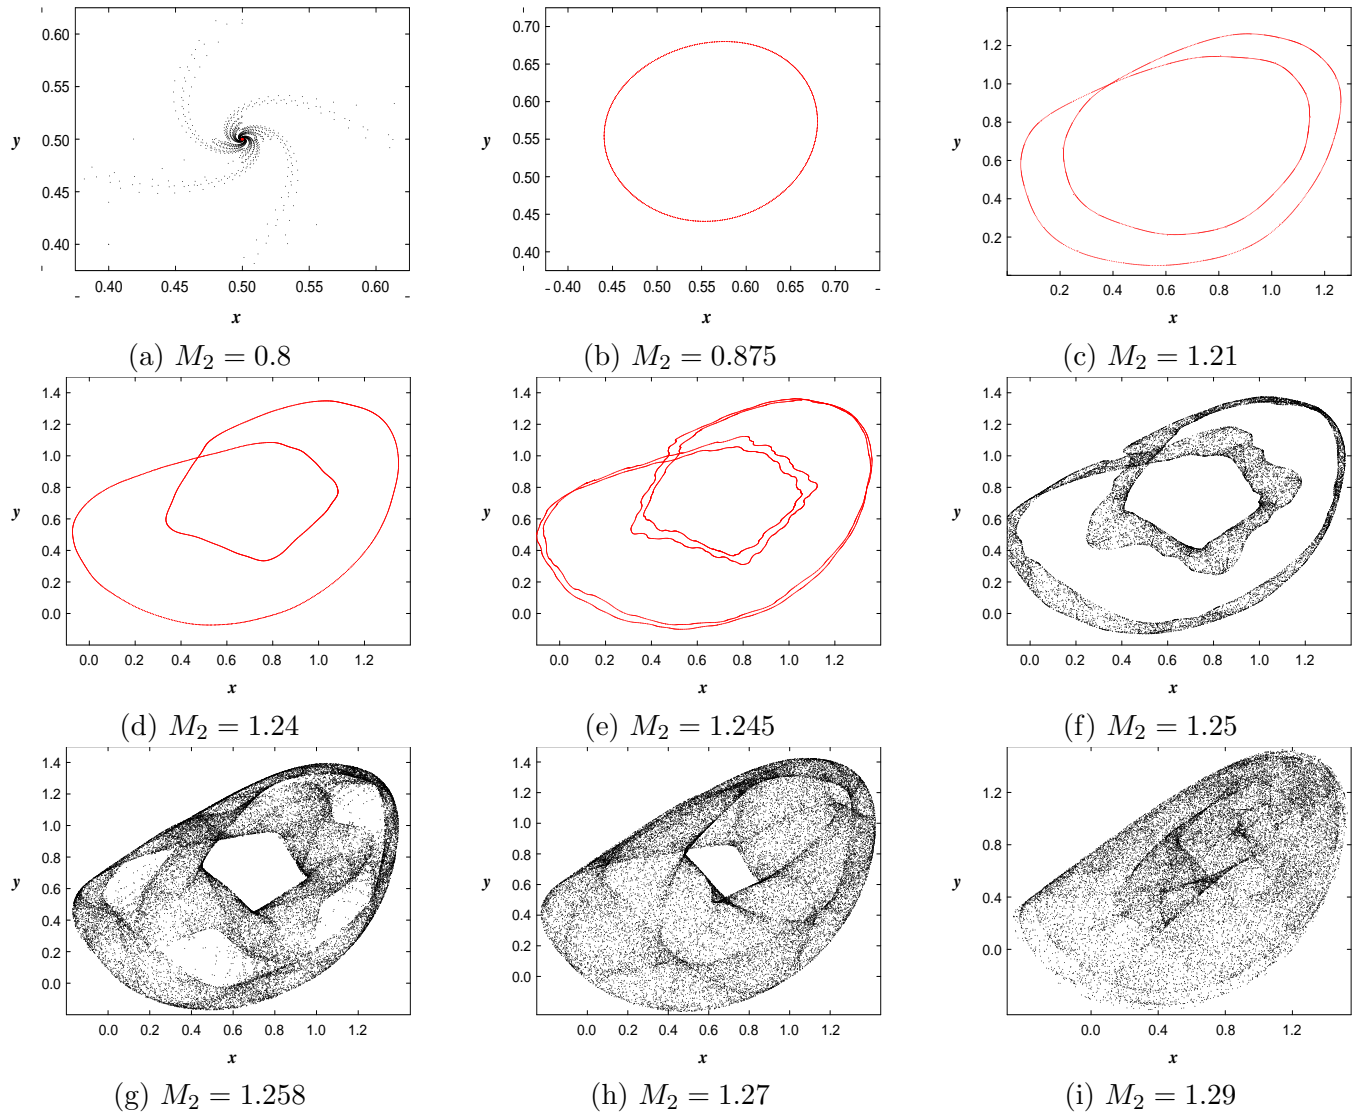 0.60
0.55
0.50
0.45
0.40
y
0.40 0.45 0.50 0.55 0.60
x
(a) M₂ = 0.8
0.75
0.70
0.65
0.60
0.55
0.50
0.45
0.40
y
0.40 0.45 0.50 0.55 0.60 0.65 0.70
x
(b) M₂ = 0.875
1.2
1.0
0.8
0.6
0.4
0.2
y
0.2 0.4 0.6 0.8 1.0 1.2
x
(c) M₂ = 1.21
1.4
1.2
1.0
0.8
0.4
0.2
0.0
y
0.0 0.2 0.4 0.6 0.8 1.0 1.2
x
(d) M₂ = 1.24
1.4
1.2
1.0
0.8
0.4
0.2
0.0
y
0.0 0.2 0.4 0.6 0.8 1.0 1.2
x
(e) M₂ = 1.245
1.4
1.2
1.0
0.8
0.4
0.2
0.0
y
0.0 0.2 0.4 0.6 0.8 1.0 1.2
x
(f) M₂ = 1.25
1.4
1.2
1.0
0.8
0.6
0.4
0.2
0.0
y
0.0 0.2 0.4 0.6 0.8 1.0 1.2
x
(g) M₂ = 1.258
1.4
1.2
1.0
0.8
0.6
0.4
0.2
0.0
y
0.0 0.2 0.4 0.6 0.8 1.0 1.2
x
(h) M₂ = 1.27
1.2
0.8
0.4
0.0
y
0.0 0.4 0.8 1.2
x
(i) M₂ = 1.29